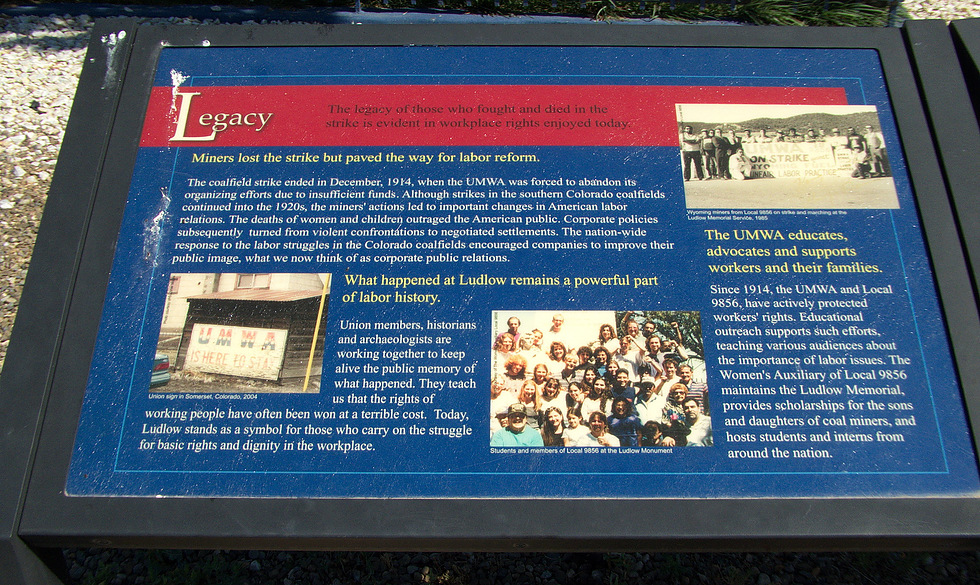 Legacy
The legacy of those who fought and died in the
strike is evident in workplace rights enjoyed today.
Miners lost the strike but paved the way for labor reform.
The coalfield strike ended in December, 1914, when the UMWA was forced to abandon its
organizing efforts due to insufficient funds. Although strikes in the southern Colorado coalfields
continued into the 1920s, the miners' actions led to important changes in American labor
relations. The deaths of women and children outraged the American public. Corporate policies
subsequently turned from violent confrontations to negotiated settlements. The nation-wide
response to the labor struggles in the Colorado coalfields encouraged companies to improve their
public image, what we now think of as corporate public relations.
UMWA
IS HERE TO STAY
Union sign in Somerset, Colorado, 2004
What happened at Ludlow remains a powerful part
of labor history.
Union members, historians
and archaeologists are
working together to keep
alive the public memory of
what happened. They teach
us that the rights of
working people have often been won at a terrible cost. Today,
Ludlow stands as a symbol for those who carry on the struggle
for basic rights and dignity in the workplace.
Students and members of Local 9856 at the Ludlow Monument
UMWA
ON STRIKE
UNFAIR LABOR PRACTICE
Wyoming miners from Local 9856 on strike and marching at the
Ludlow Memorial Service, 1985
The UMWA educates,
advocates and supports
workers and their families.
Since 1914, the UMWA and Local
9856, have actively protected
workers' rights. Educational
outreach supports such efforts,
teaching various audiences about
the importance of labor issues. The
Women's Auxiliary of Local 9856
maintains the Ludlow Memorial,
provides scholarships for the sons
and daughters of coal miners, and
hosts students and interns from
around the nation.